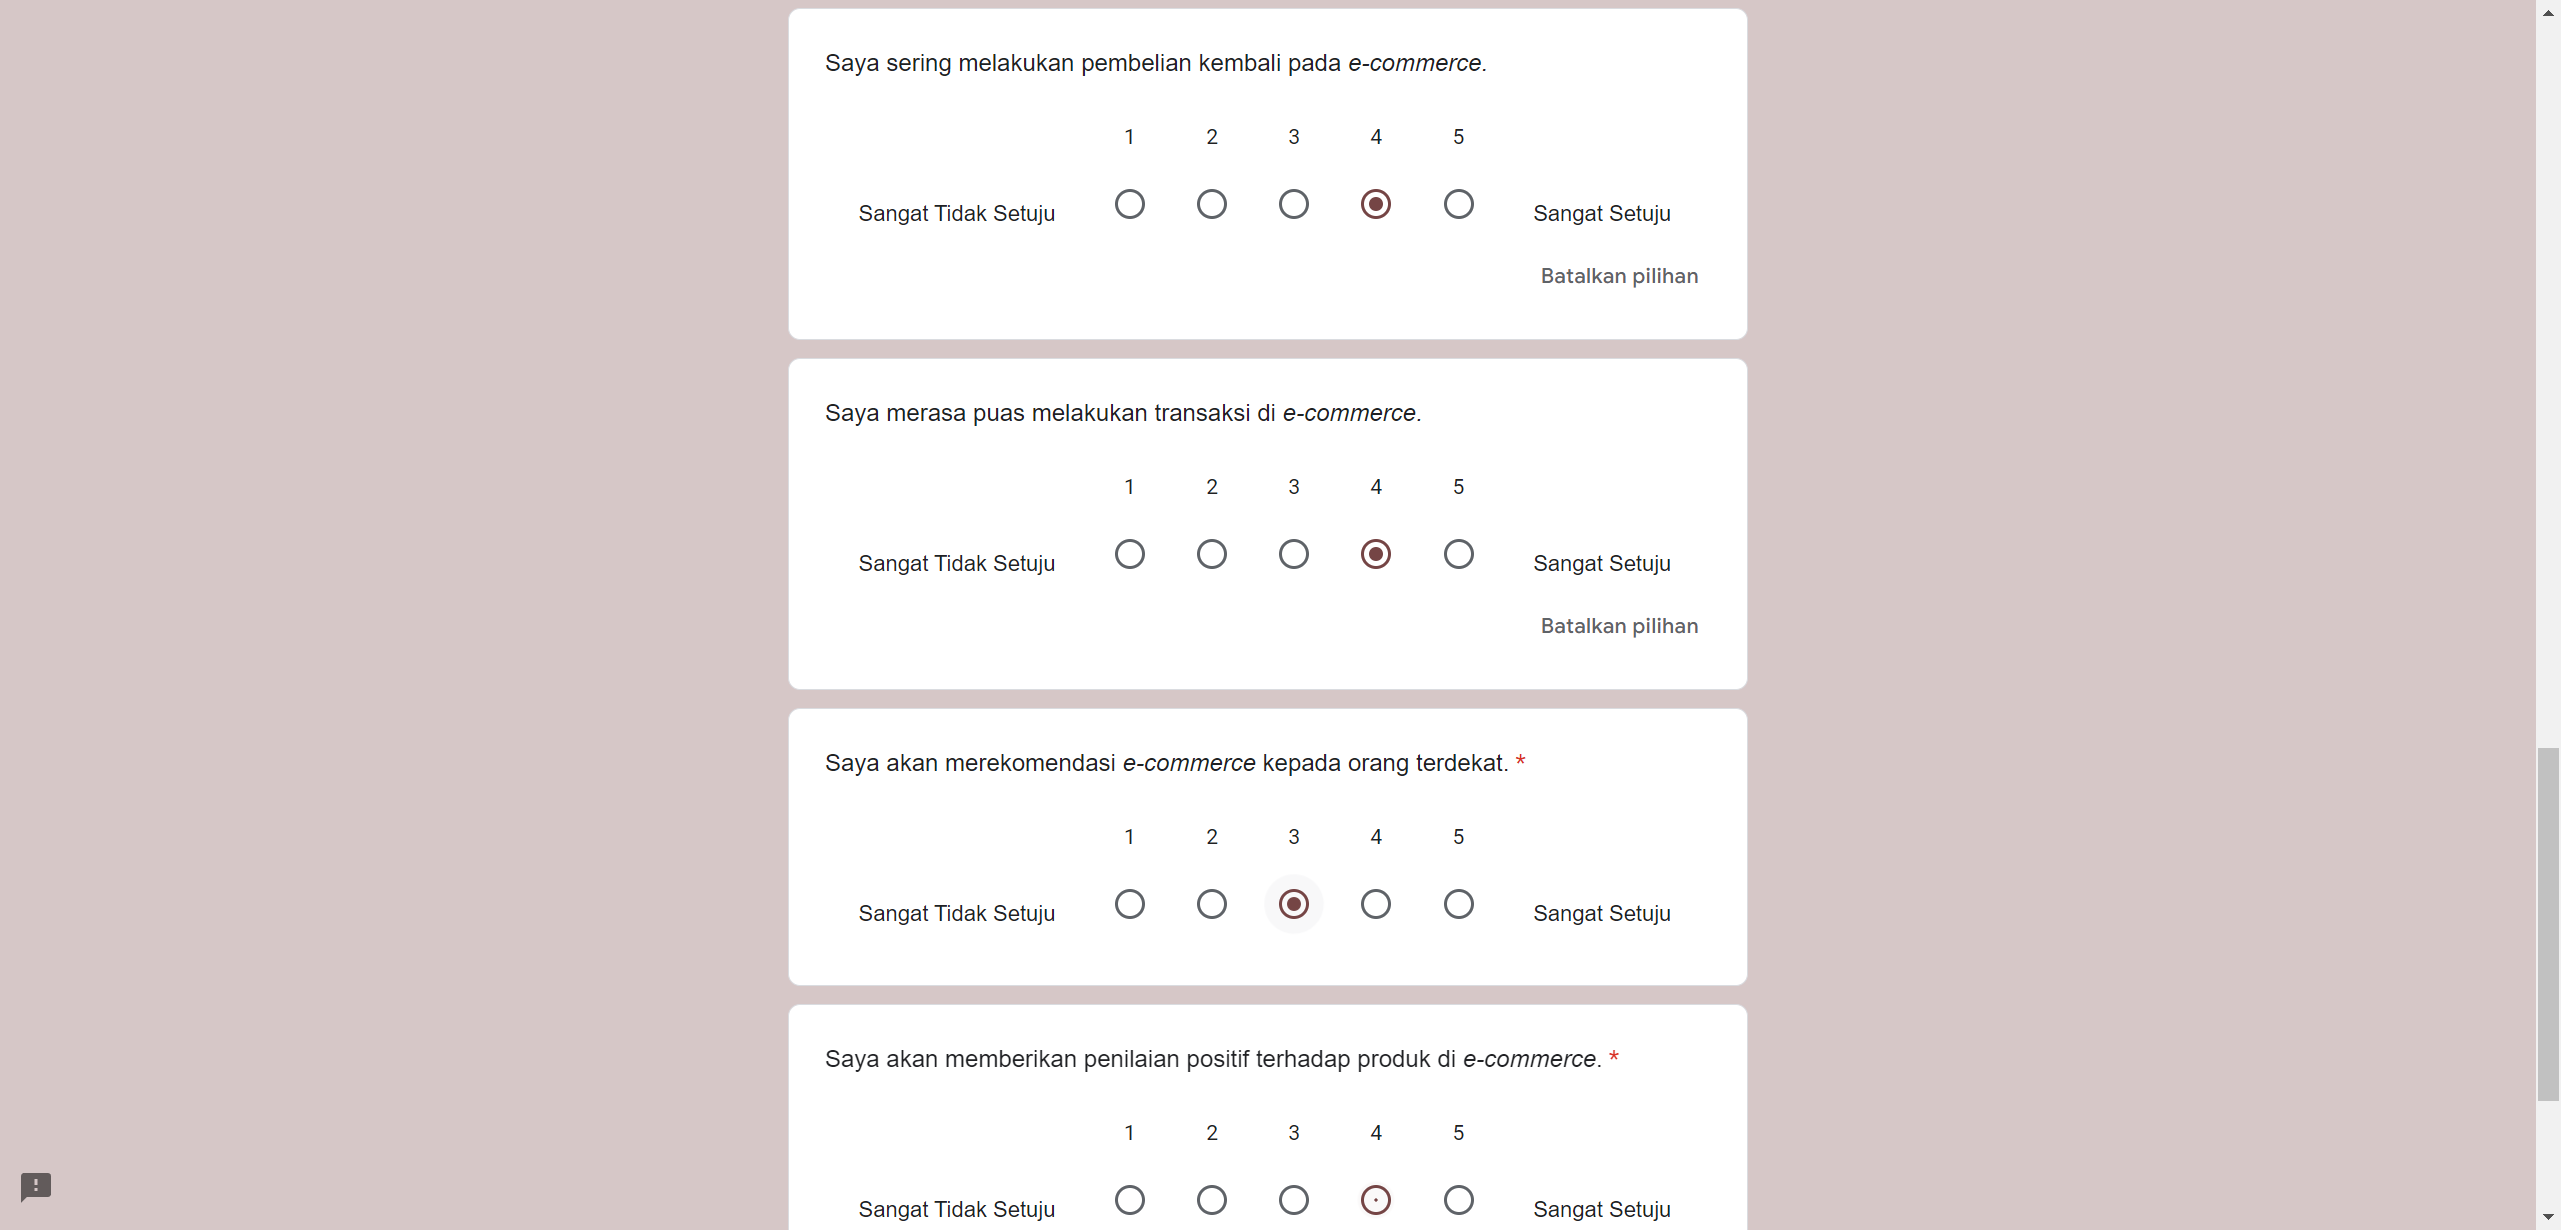 Saya sering melakukan pembelian kembali pada e-commerce.
1 2 3 4 5
Sangat Tidak Setuju Sangat Setuju
Batalkan pilihan
Saya merasa puas melakukan transaksi di e-commerce.
1 2 3 4 5
Sangat Tidak Setuju Sangat Setuju
Batalkan pilihan
Saya akan merekomendasi e-commerce kepada orang terdekat. *
1 2 3 4 5
Sangat Tidak Setuju Sangat Setuju
Saya akan memberikan penilaian positif terhadap produk di e-commerce. *
1 2 3 4 5
Sangat Tidak Setuju Sangat Setuju